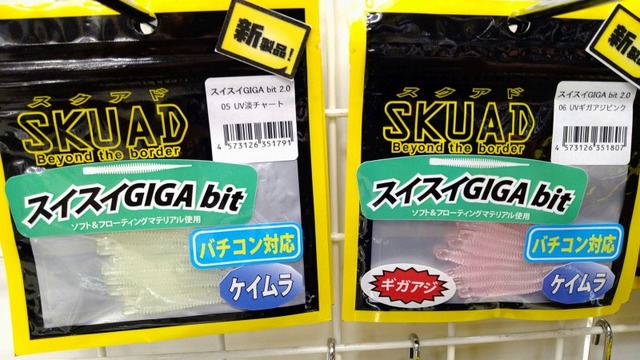 新製品!
スイスイGIGA bit 2.0
05 UV淡チャート
4 573126 351791
スクアド
SKUAD
Beyond the border
スイスイGIGA bit
ソフト&フローティングマテリアル使用
バチコン対応
ケイムラ
新製品!
スイスイGIGA bit 2.0
06 UVギガアジピンク
4 573126 351807
スクアド
SKUAD
Beyond the border
スイスイGIGA bit
ソフト&フローティングマテリアル使用
バチコン対応
ギガアジ
ケイムラ